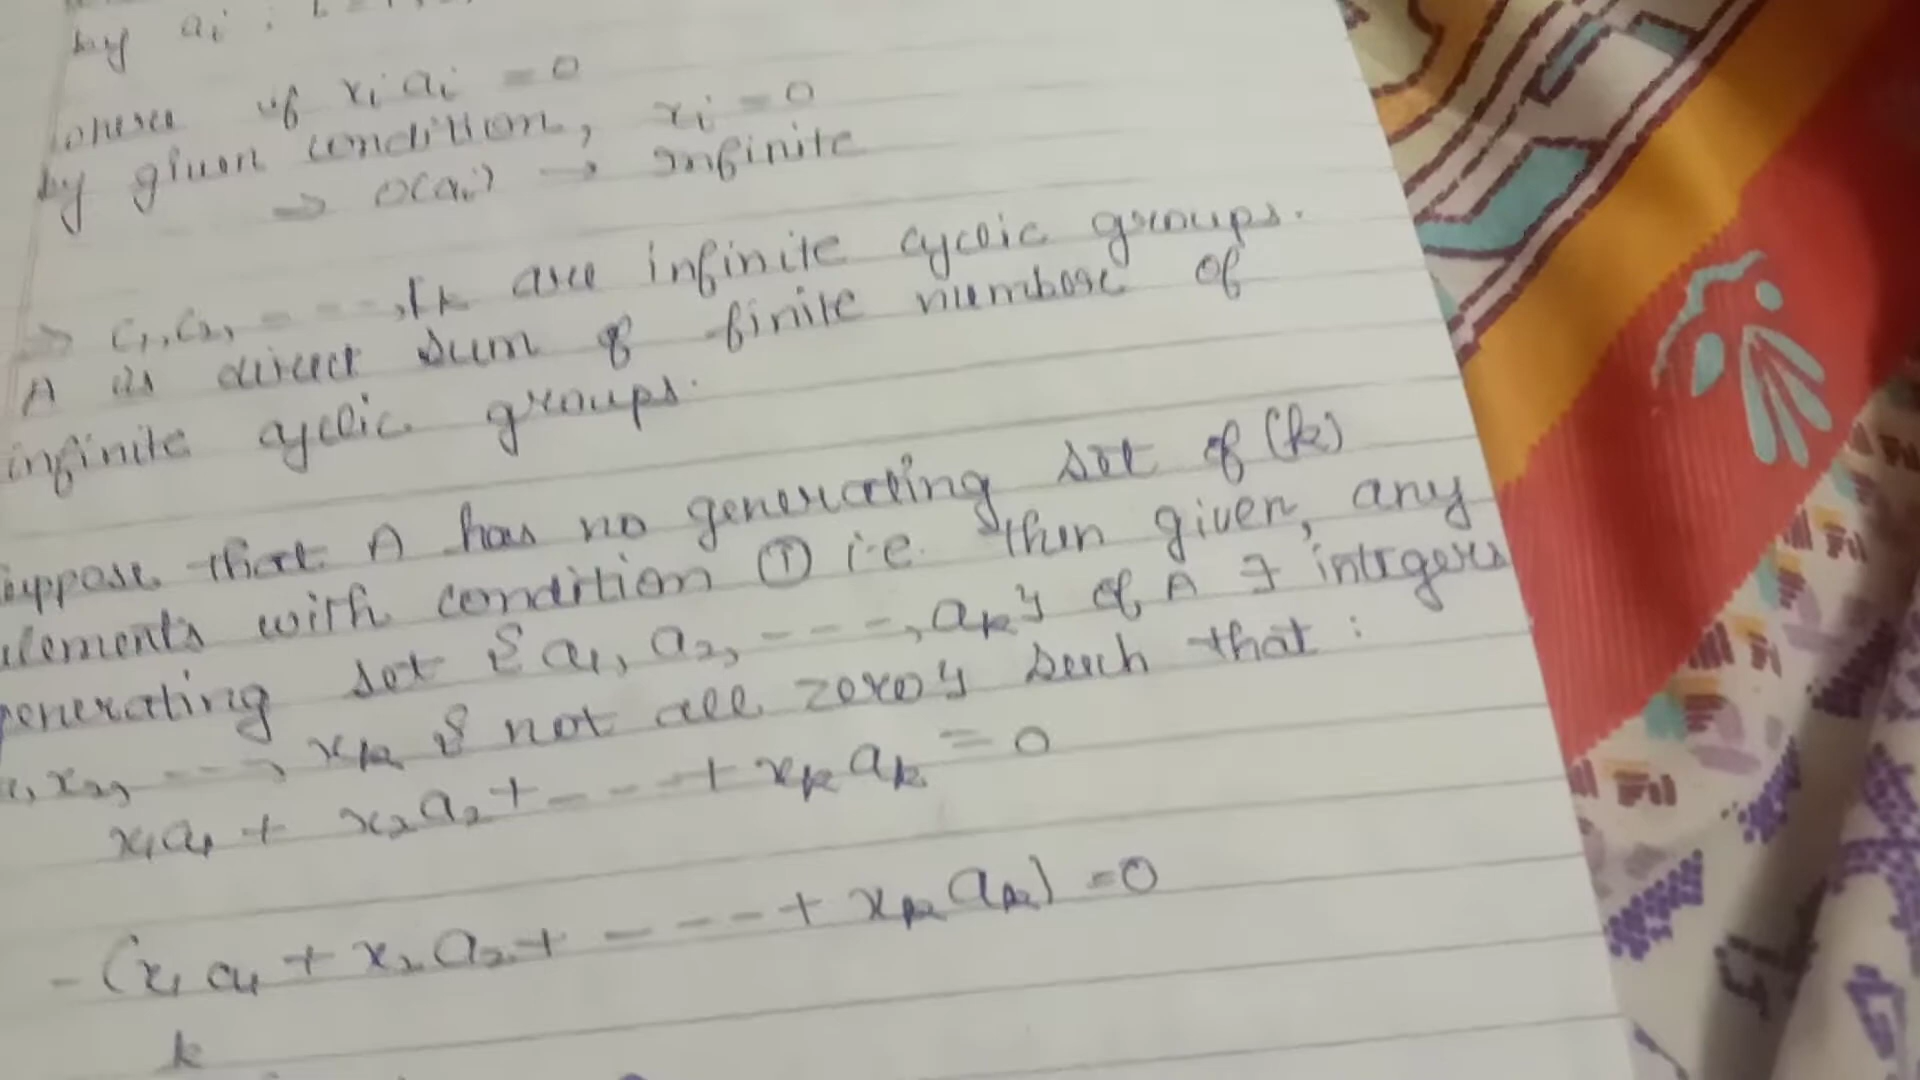 by ai :
where if xi ai = 0
by given condition, xi = 0
⇒ O(ai) → Infinite
⇒ C1, C2, - - - -, Ck are infinite cyclic groups.
A is direct sum of finite number of
infinite cyclic groups.
suppose that A has no generating set of (k)
elements with condition ① i.e. then given, any
generating set {a1, a2, - - - -, ak} of A ∃ integers
x1, x2, - - - -, xk {not all zero} such that :
x1a1 + x2a2 + - - - - + xkak = 0
- (x1a1 + x2a2 + - - - - + xkak) = 0
k